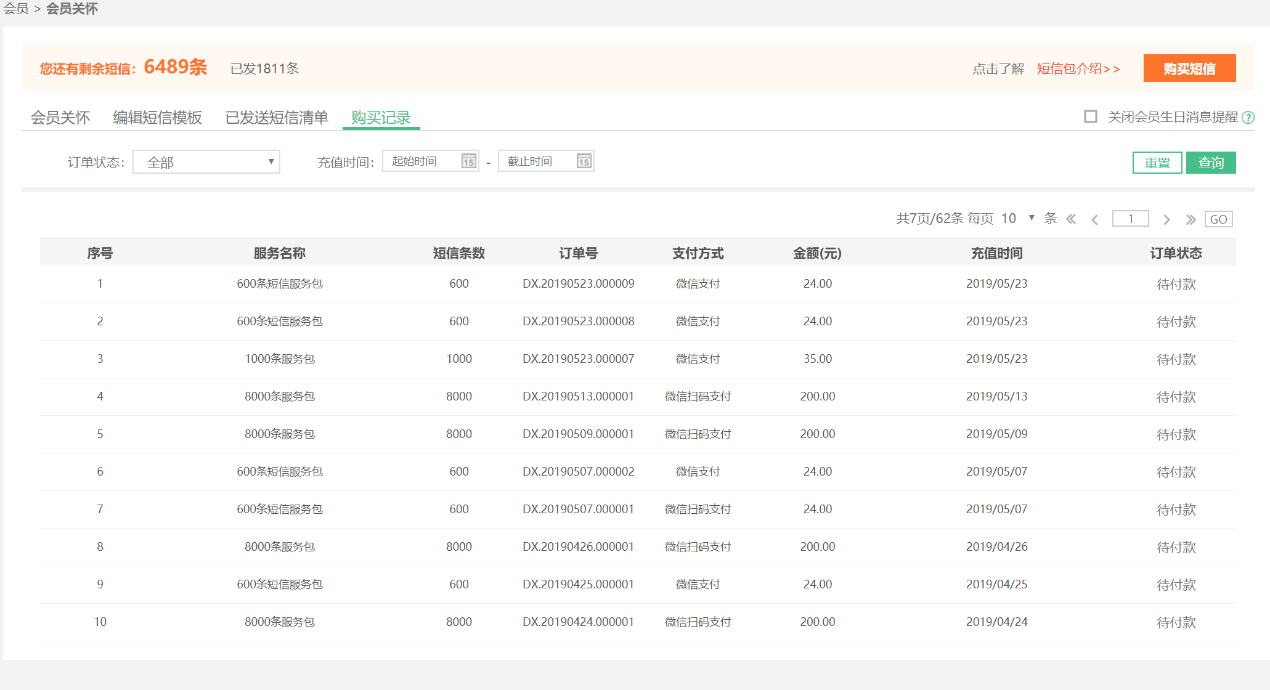 会员 > 会员关怀
您还有剩余短信: 6489条 已发1811条 点击了解 短信包介绍>> 购买短信
会员关怀 编辑短信模板 已发送短信清单 购买记录 关闭会员生日消息提醒 ?
订单状态: 全部 充值时间: 起始时间 15 - 截止时间 15 重置 查询
共7页/62条 每页 10 条 1 GO
序号 服务名称 短信条数 订单号 支付方式 金额(元) 充值时间 订单状态
1 600条短信服务包 600 DX.20190523.000009 微信支付 24.00 2019/05/23 待付款
2 600条短信服务包 600 DX.20190523.000008 微信支付 24.00 2019/05/23 待付款
3 1000条服务包 1000 DX.20190523.000007 微信支付 35.00 2019/05/23 待付款
4 8000条服务包 8000 DX.20190513.000001 微信扫码支付 200.00 2019/05/13 待付款
5 8000条服务包 8000 DX.20190509.000001 微信扫码支付 200.00 2019/05/09 待付款
6 600条短信服务包 600 DX.20190507.000002 微信支付 24.00 2019/05/07 待付款
7 600条短信服务包 600 DX.20190507.000001 微信扫码支付 24.00 2019/05/07 待付款
8 8000条服务包 8000 DX.20190426.000001 微信扫码支付 200.00 2019/04/26 待付款
9 600条短信服务包 600 DX.20190425.000001 微信支付 24.00 2019/04/25 待付款
10 8000条服务包 8000 DX.20190424.000001 微信扫码支付 200.00 2019/04/24 待付款